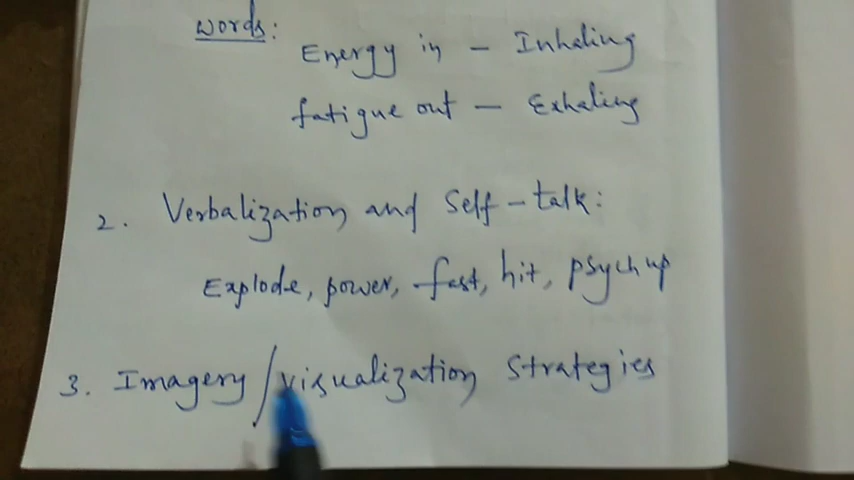 Words:
Energy in - Inhaling
fatigue out - Exhaling
2. Verbalization and Self-talk:
Explode, power, fast, hit, psych up
3. Imagery/visualization strategies